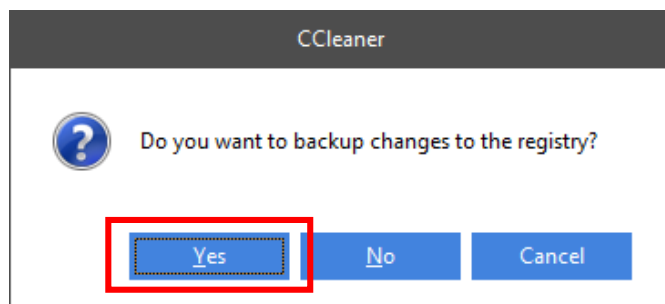 CCleaner
Do you want to backup changes to the registry?
Yes
No
Cancel